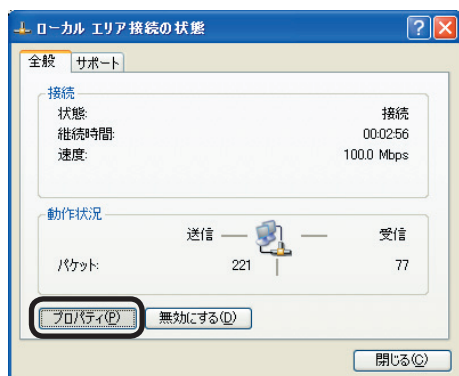 ローカル エリア接続の状態
全般 サポート
接続
状態: 接続
継続時間: 00:02:56
速度: 100.0 Mbps
動作状況
送信 受信
パケット: 221 77
プロパティ(P) 無効にする(D)
閉じる(C)